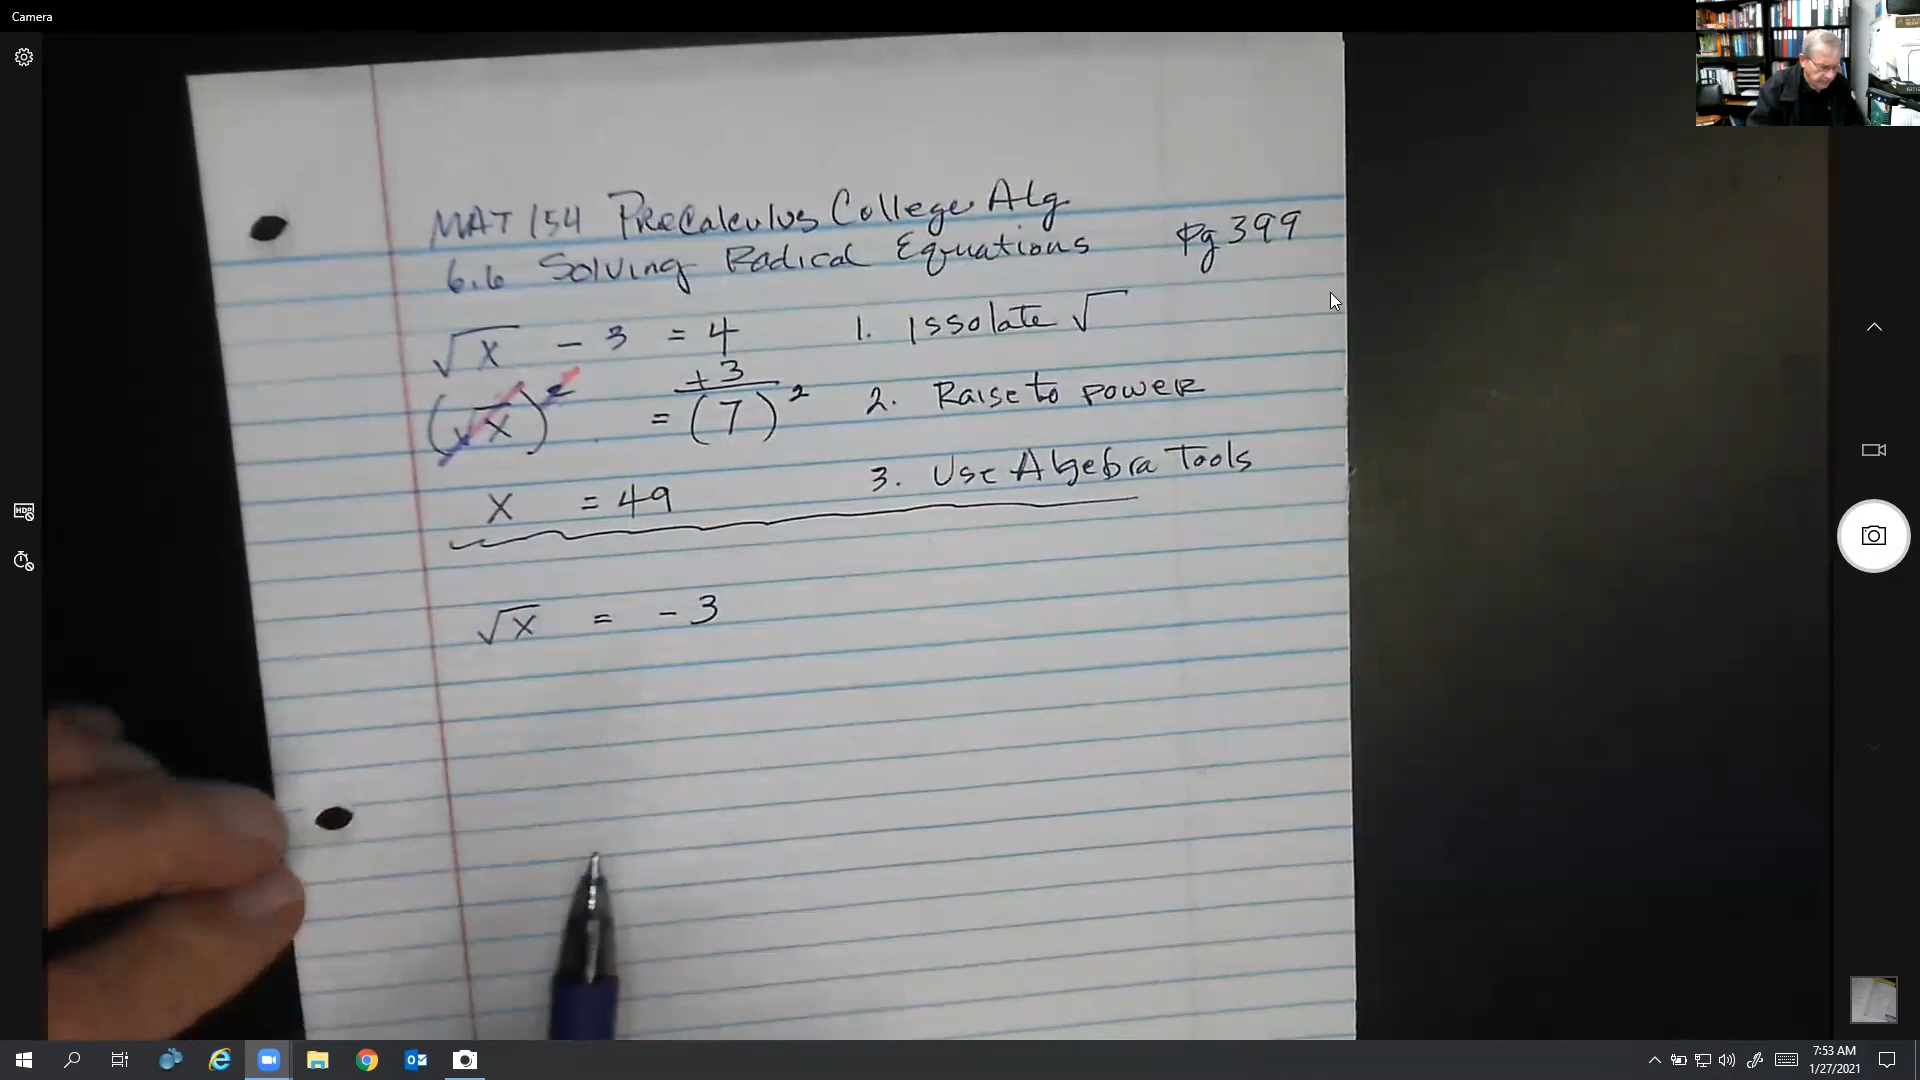 Camera
MAT 154 PreCalculus College Alg
6.6 Solving Radical Equations pg 399
√x - 3 = 4 1. Issolate √
+3
(√x)² = (7)² 2. Raise to power
x = 49 3. Use Algebra Tools
√x = - 3
7:53 AM
1/27/2021